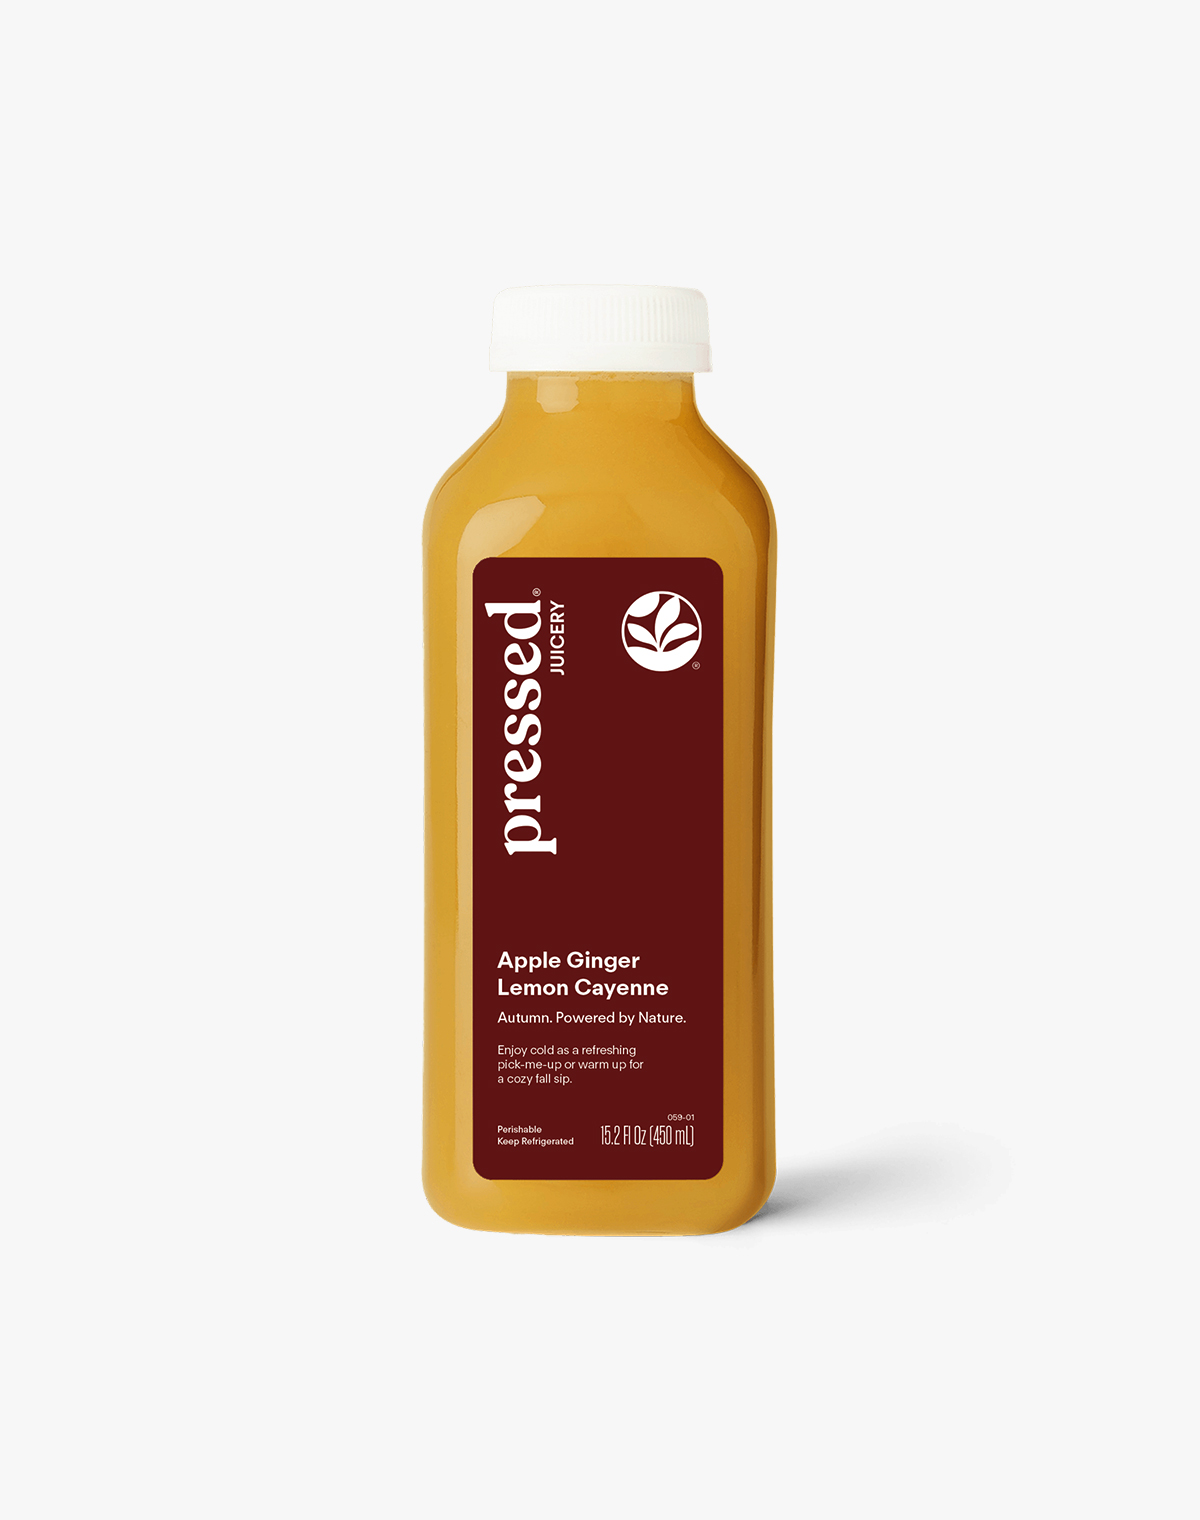 pressed®
JUICERY
®
Apple Ginger
Lemon Cayenne
Autumn. Powered by Nature.
Enjoy cold as a refreshing
pick-me-up or warm up for
a cozy fall sip.
059-01
Perishable
Keep Refrigerated
15.2 Fl Oz (450 mL)